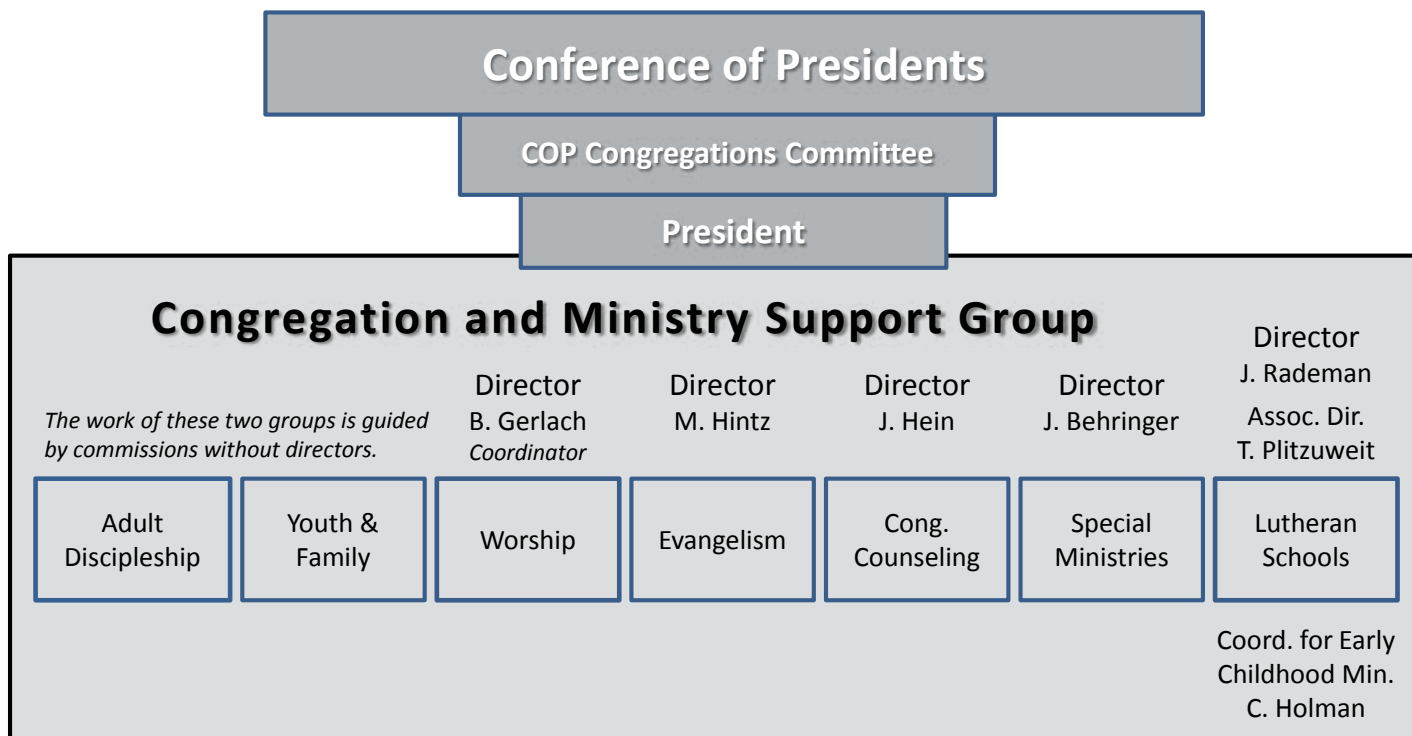 Conference of Presidents
COP Congregations Committee
President
Congregation and Ministry Support Group
The work of these two groups is guided
by commissions without directors.
Director
B. Gerlach
Coordinator
Director
M. Hintz
Director
J. Hein
Director
J. Behringer
Director
J. Rademan
Assoc. Dir.
T. Plitzuweit
Adult
Discipleship
Youth &
Family
Worship
Evangelism
Cong.
Counseling
Special
Ministries
Lutheran
Schools
Coord. for Early
Childhood Min.
C. Holman